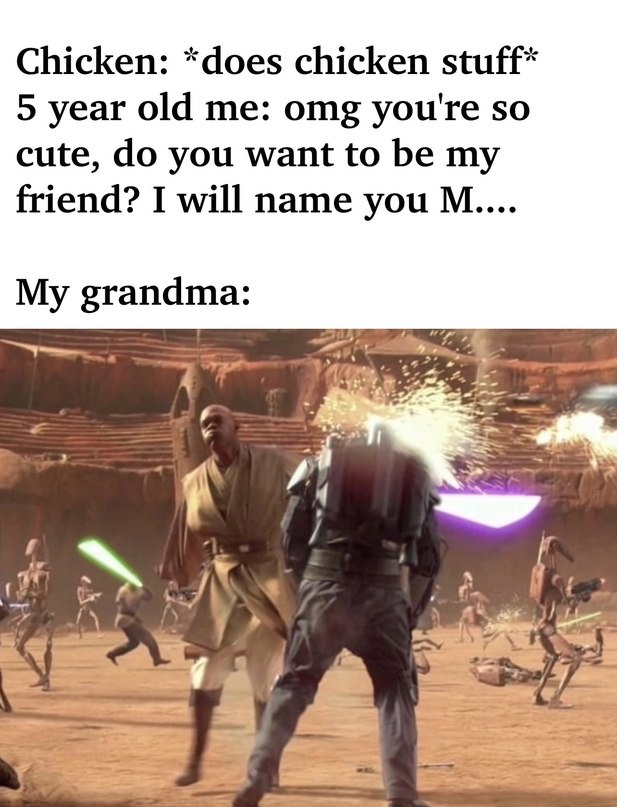 Chicken: *does chicken stuff*
5 year old me: omg you're so
cute, do you want to be my
friend? I will name you M....
My grandma: